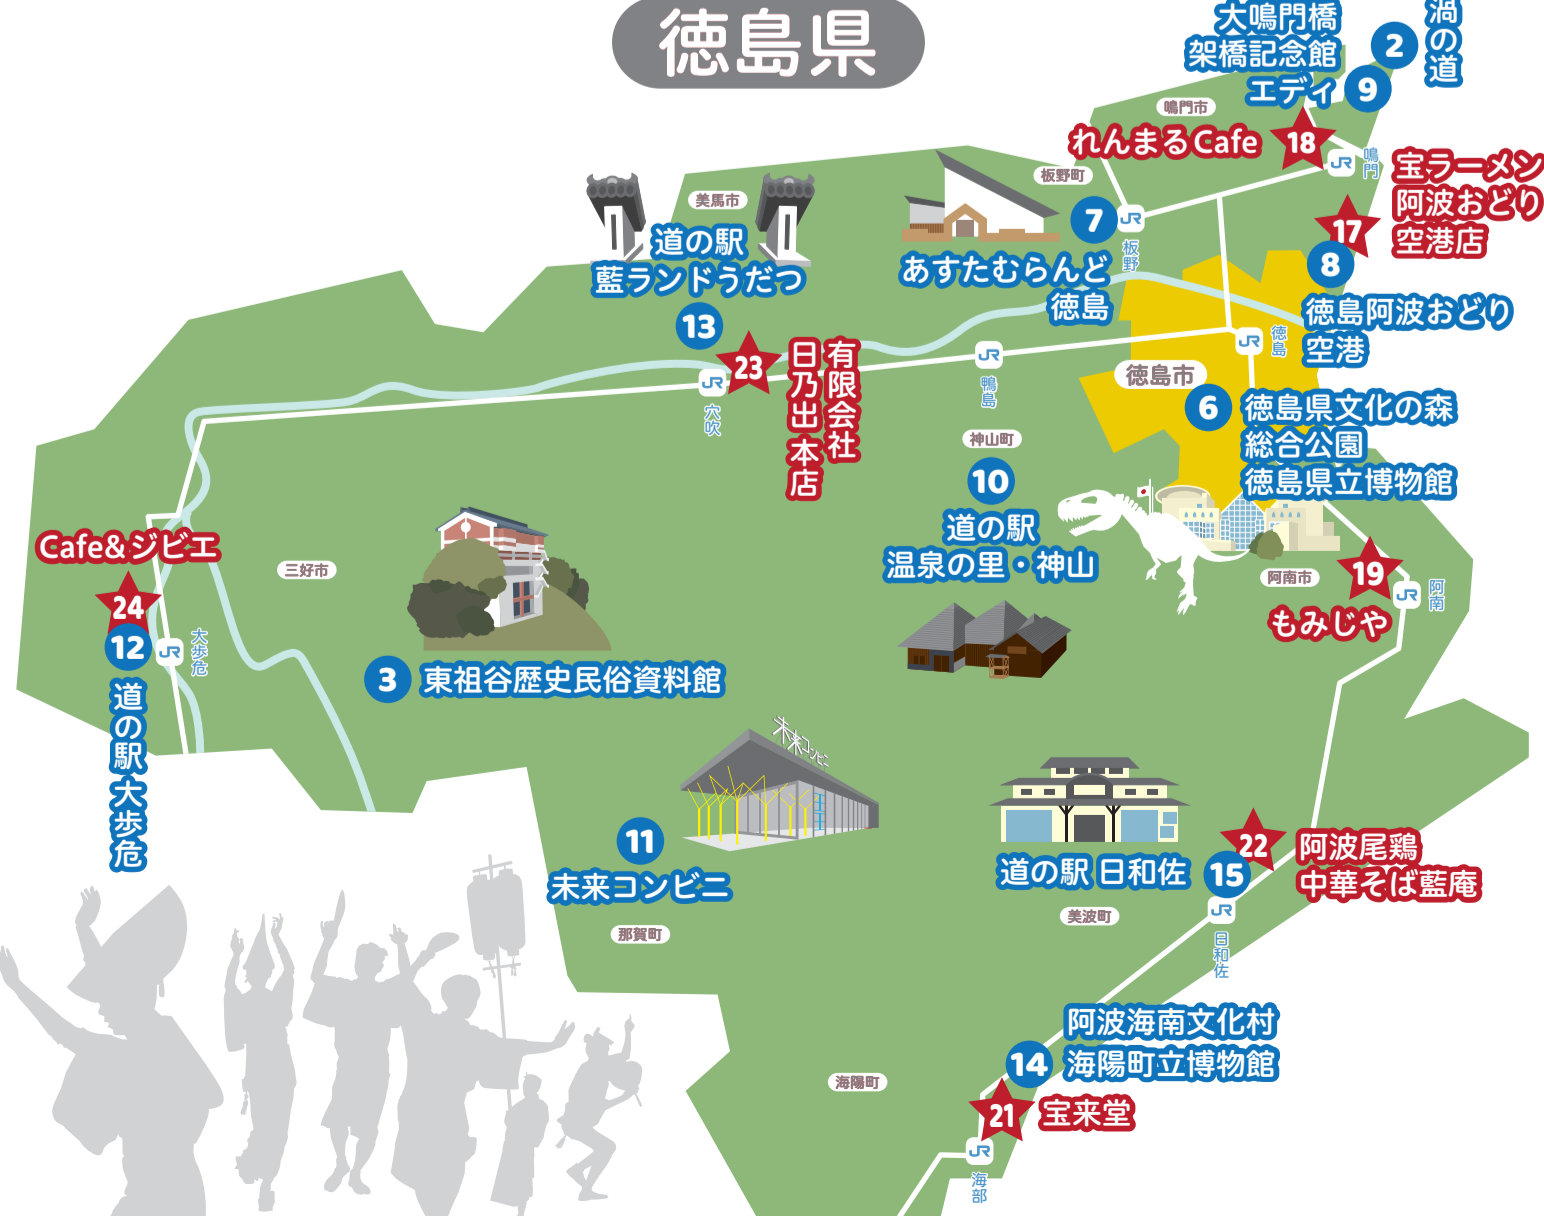 徳島県
大鳴門橋
架橋記念館
エディ
9
渦の道
2
鳴門市
れんまるCafe
18
JR
鳴門
宝ラーメン
阿波おどり
空港店
17
8
徳島阿波おどり
空港
板野町
7
JR
板野
あすたむらんど
徳島
美馬市
道の駅
藍ランドうだつ
13
23
有限会社
日乃出 本店
JR
穴吹
JR
鴨島
JR
徳島
徳島市
6
徳島県文化の森
総合公園
徳島県立博物館
神山町
10
道の駅
温泉の里・神山
Cafe&ジビエ
24
12
JR
大歩危
道の駅 大歩危
三好市
3
東祖谷歴史民俗資料館
阿南市
19
JR
阿南
もみじや
未来コンビニ
11
未来コンビニ
那賀町
道の駅 日和佐
15
22
阿波尾鶏
中華そば藍庵
JR
日和佐
美波町
阿波海南文化村
海陽町立博物館
14
海陽町
21
宝来堂
JR
海部